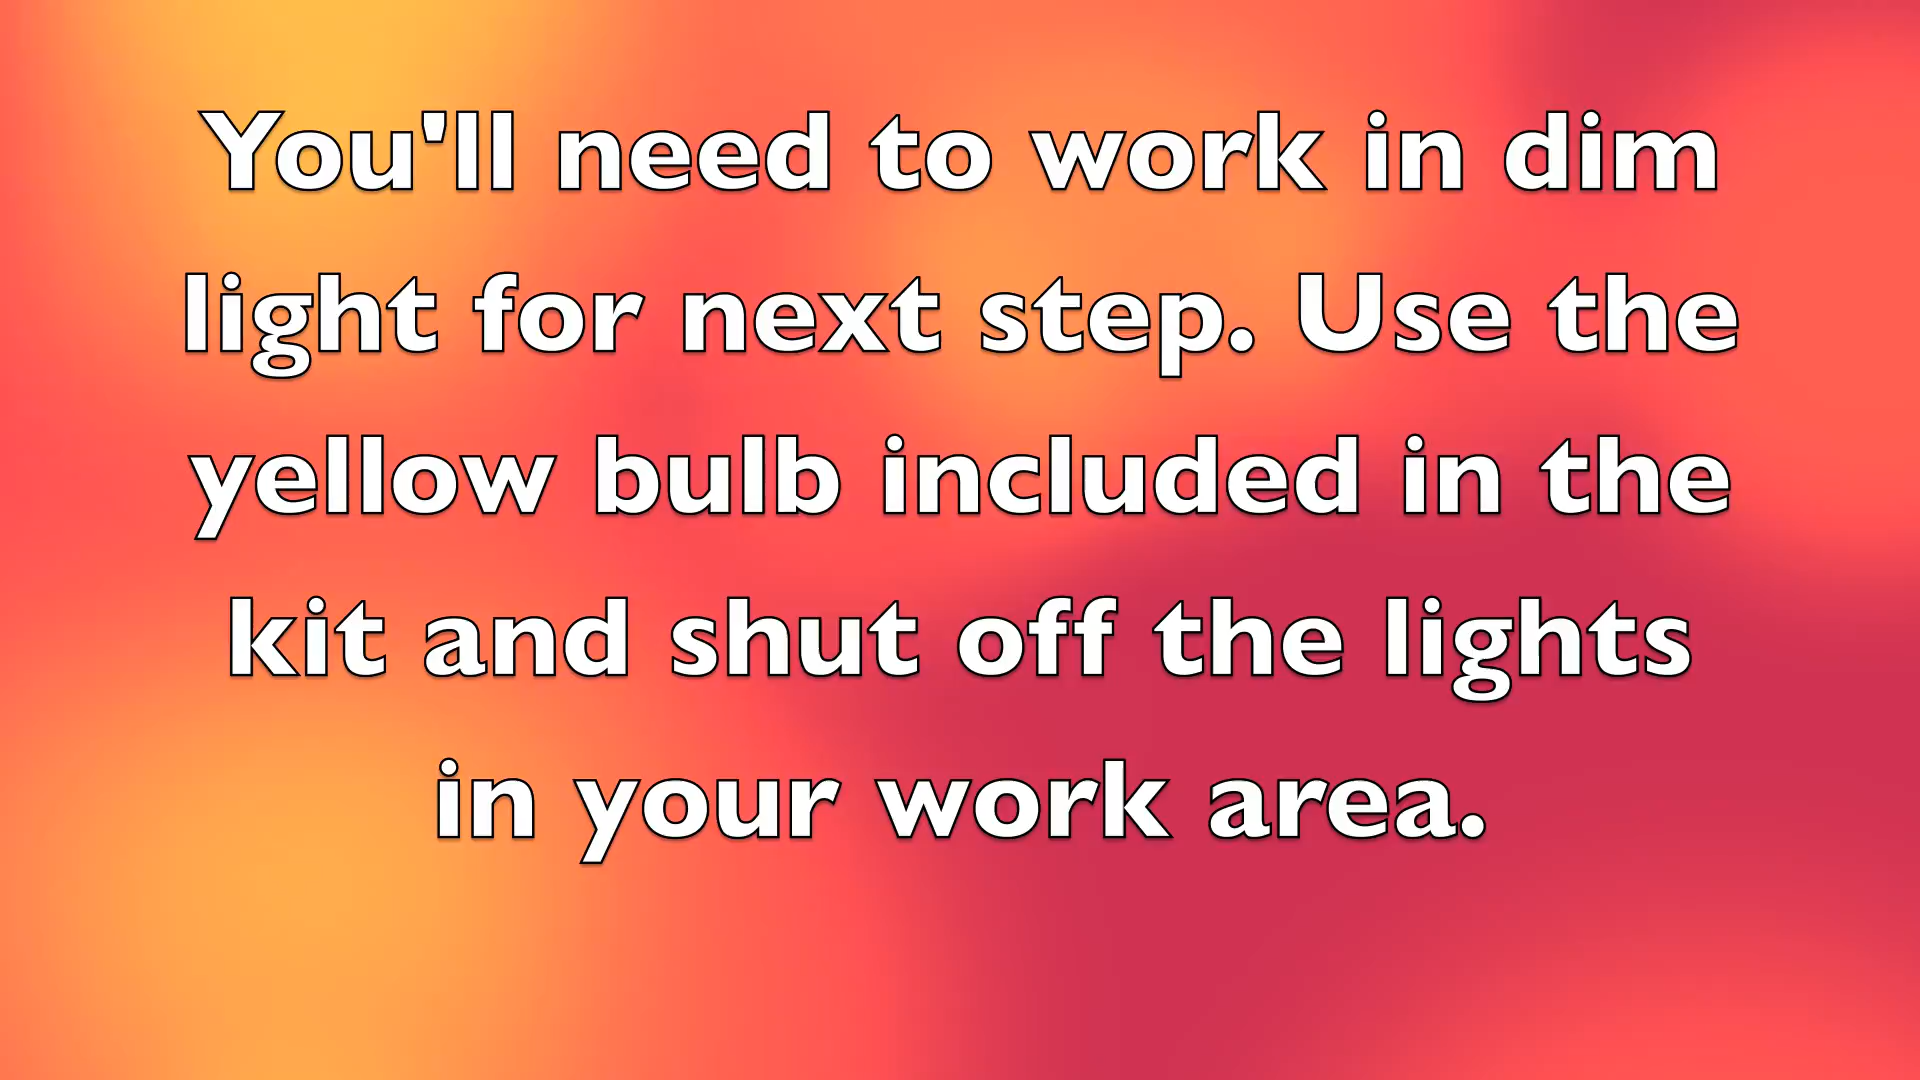 You'll need to work in dim
light for next step. Use the
yellow bulb included in the
kit and shut off the lights
in your work area.